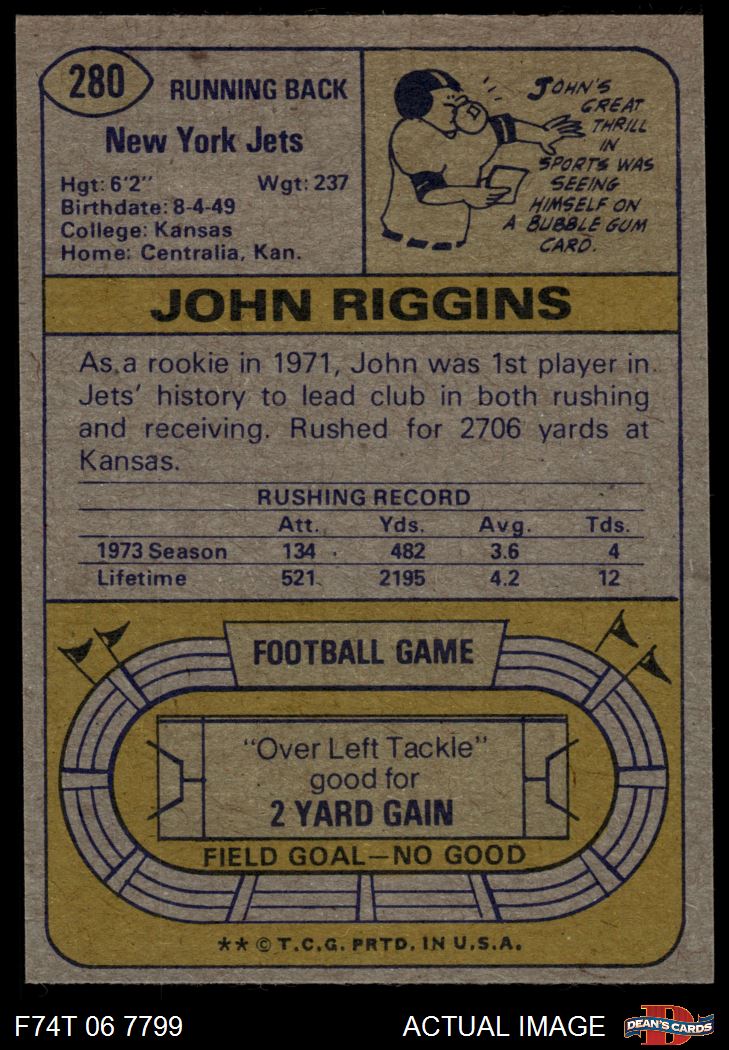 280
RUNNING BACK
New York Jets
Hgt: 6'2" Wgt: 237
Birthdate: 8-4-49
College: Kansas
Home: Centralia, Kan.
JOHN'S
GREAT
THRILL
IN
SPORTS WAS
SEEING
HIMSELF ON
A BUBBLE GUM
CARD.
JOHN RIGGINS
As a rookie in 1971, John was 1st player in
Jets' history to lead club in both rushing
and receiving. Rushed for 2706 yards at
Kansas.
RUSHING RECORD
Att. Yds. Avg. Tds.
1973 Season 134 482 3.6 4
Lifetime 521 2195 4.2 12
FOOTBALL GAME
"Over Left Tackle"
good for
2 YARD GAIN
FIELD GOAL—NO GOOD
** © T.C.G. PRTD. IN U.S.A.
F74T 06 7799 ACTUAL IMAGE
D
DEAN'S CARDS